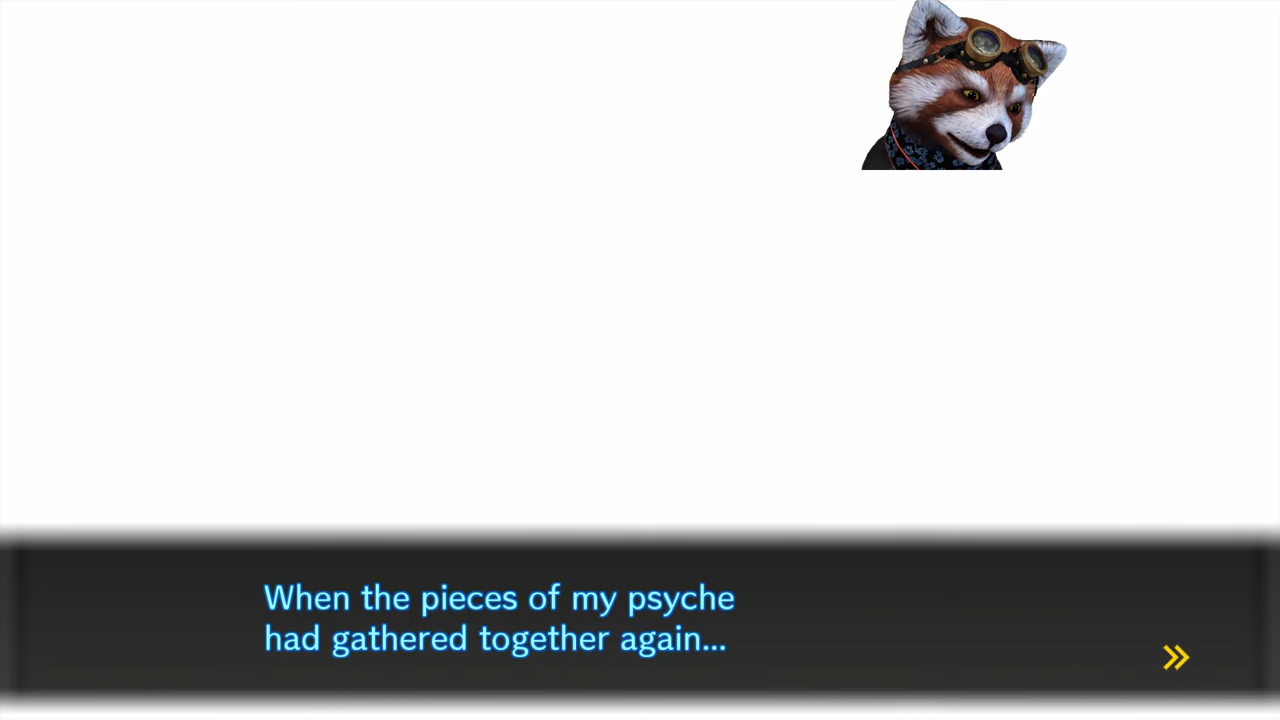 When the pieces of my psyche
had gathered together again...